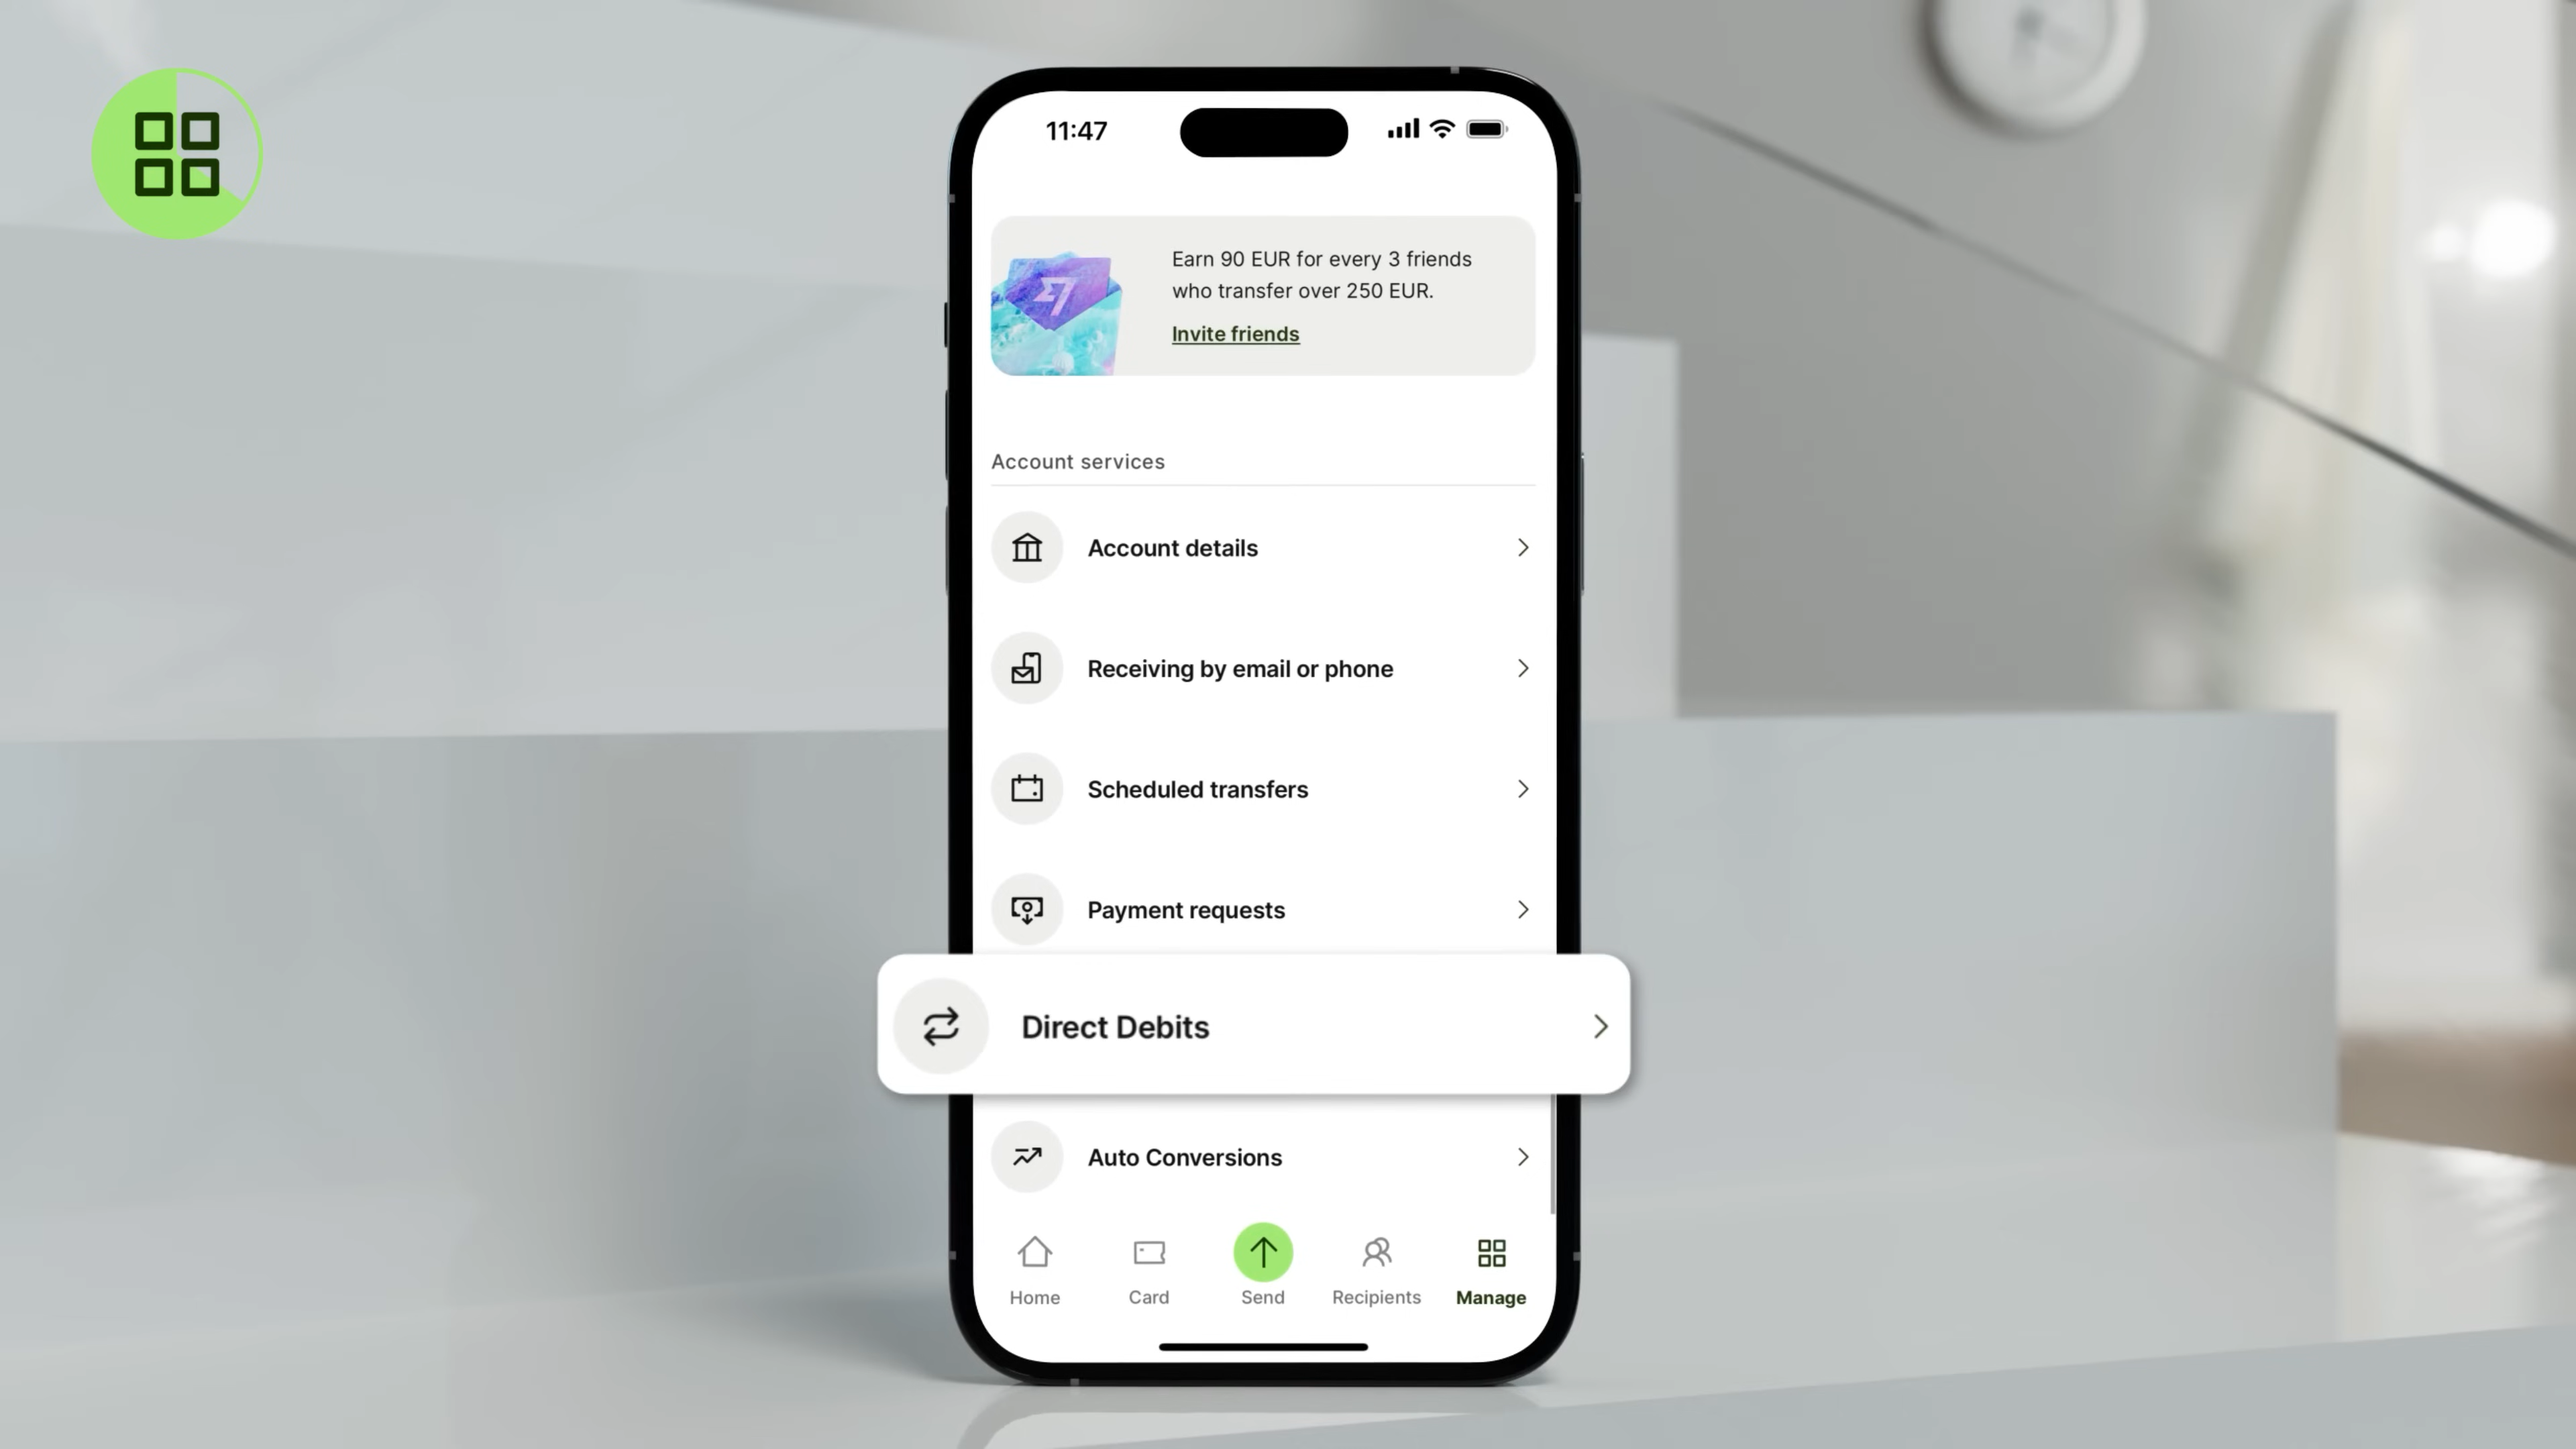 11:47
Earn 90 EUR for every 3 friends
who transfer over 250 EUR.
Invite friends
Account services
Account details
Receiving by email or phone
Scheduled transfers
Payment requests
Direct Debits
Auto Conversions
Home
Card
Send
Recipients
Manage